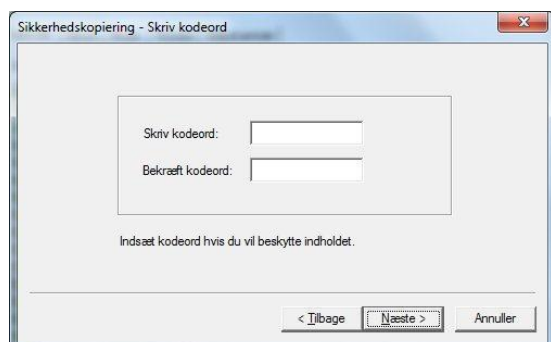 Sikkerhedskopiering - Skriv kodeord
Skriv kodeord:
Bekræft kodeord:
Indsæt kodeord hvis du vil beskytte indholdet.
< Tilbage Næste > Annuller